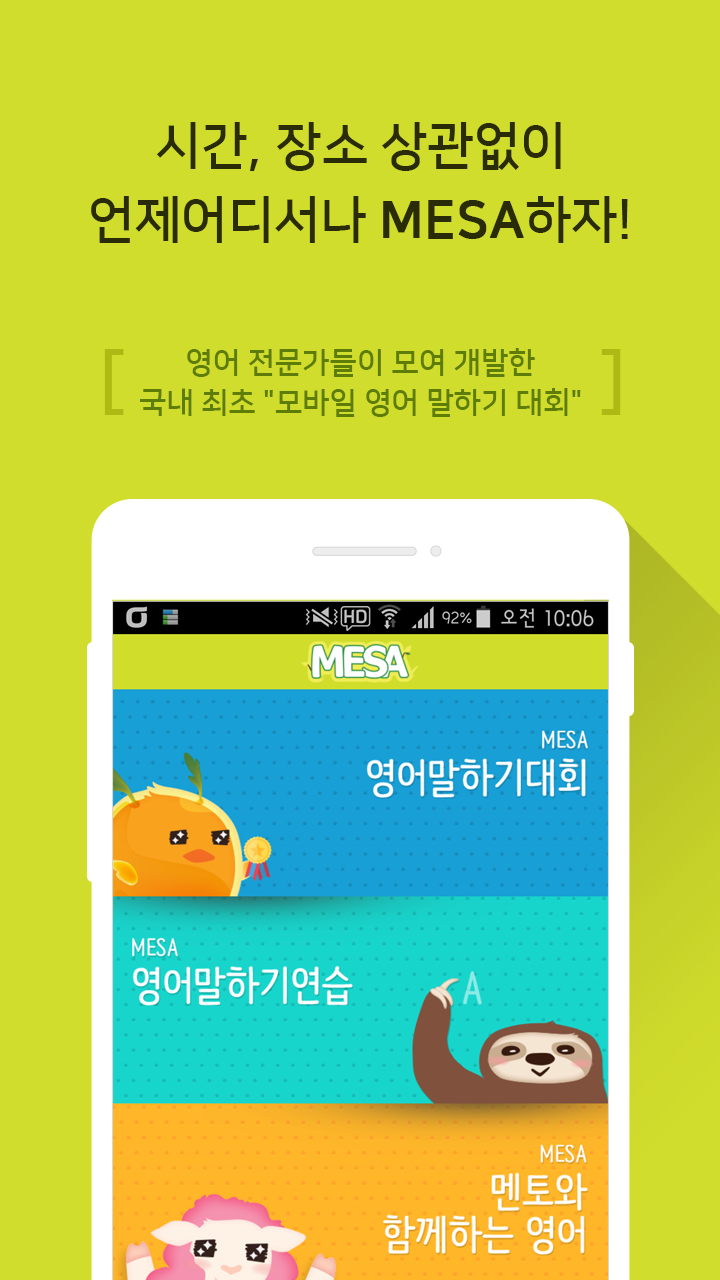 시간, 장소 상관없이
언제어디서나 MESA하자!
영어 전문가들이 모여 개발한
국내 최초 "모바일 영어 말하기 대회"
HD 92% 오전 10:06
MESA
MESA
영어말하기대회
MESA
영어말하기연습
A
MESA
멘토와
함께하는 영어